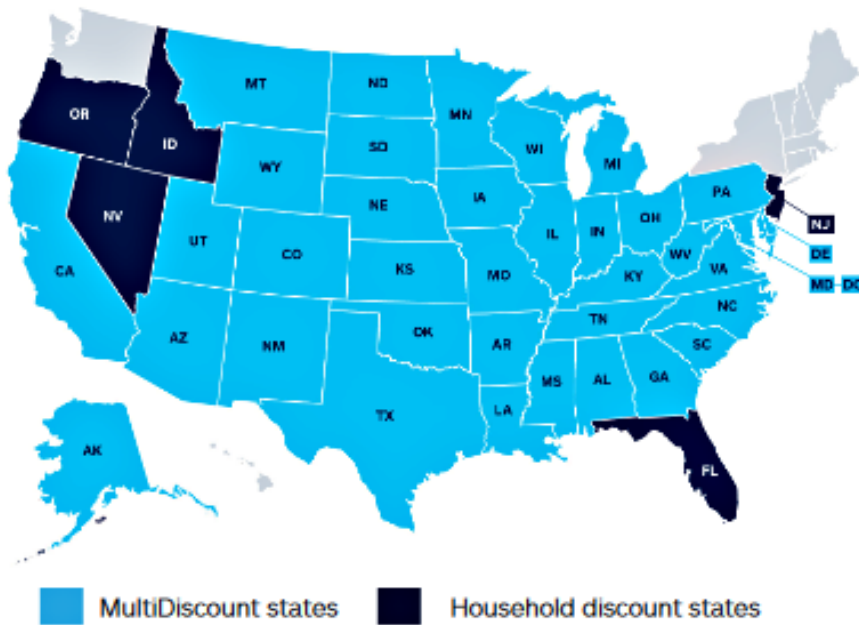 MT
ND
MN
OR
ID
WI
MI
SD
WY
IA
PA
NE
NV
OH
NJ
IL
IN
UT
CO
WV
DE
CA
KS
MO
KY
VA
MD
DC
NC
TN
AZ
NM
OK
AR
SC
MS
AL
GA
LA
TX
AK
FL
MultiDiscount states
Household discount states